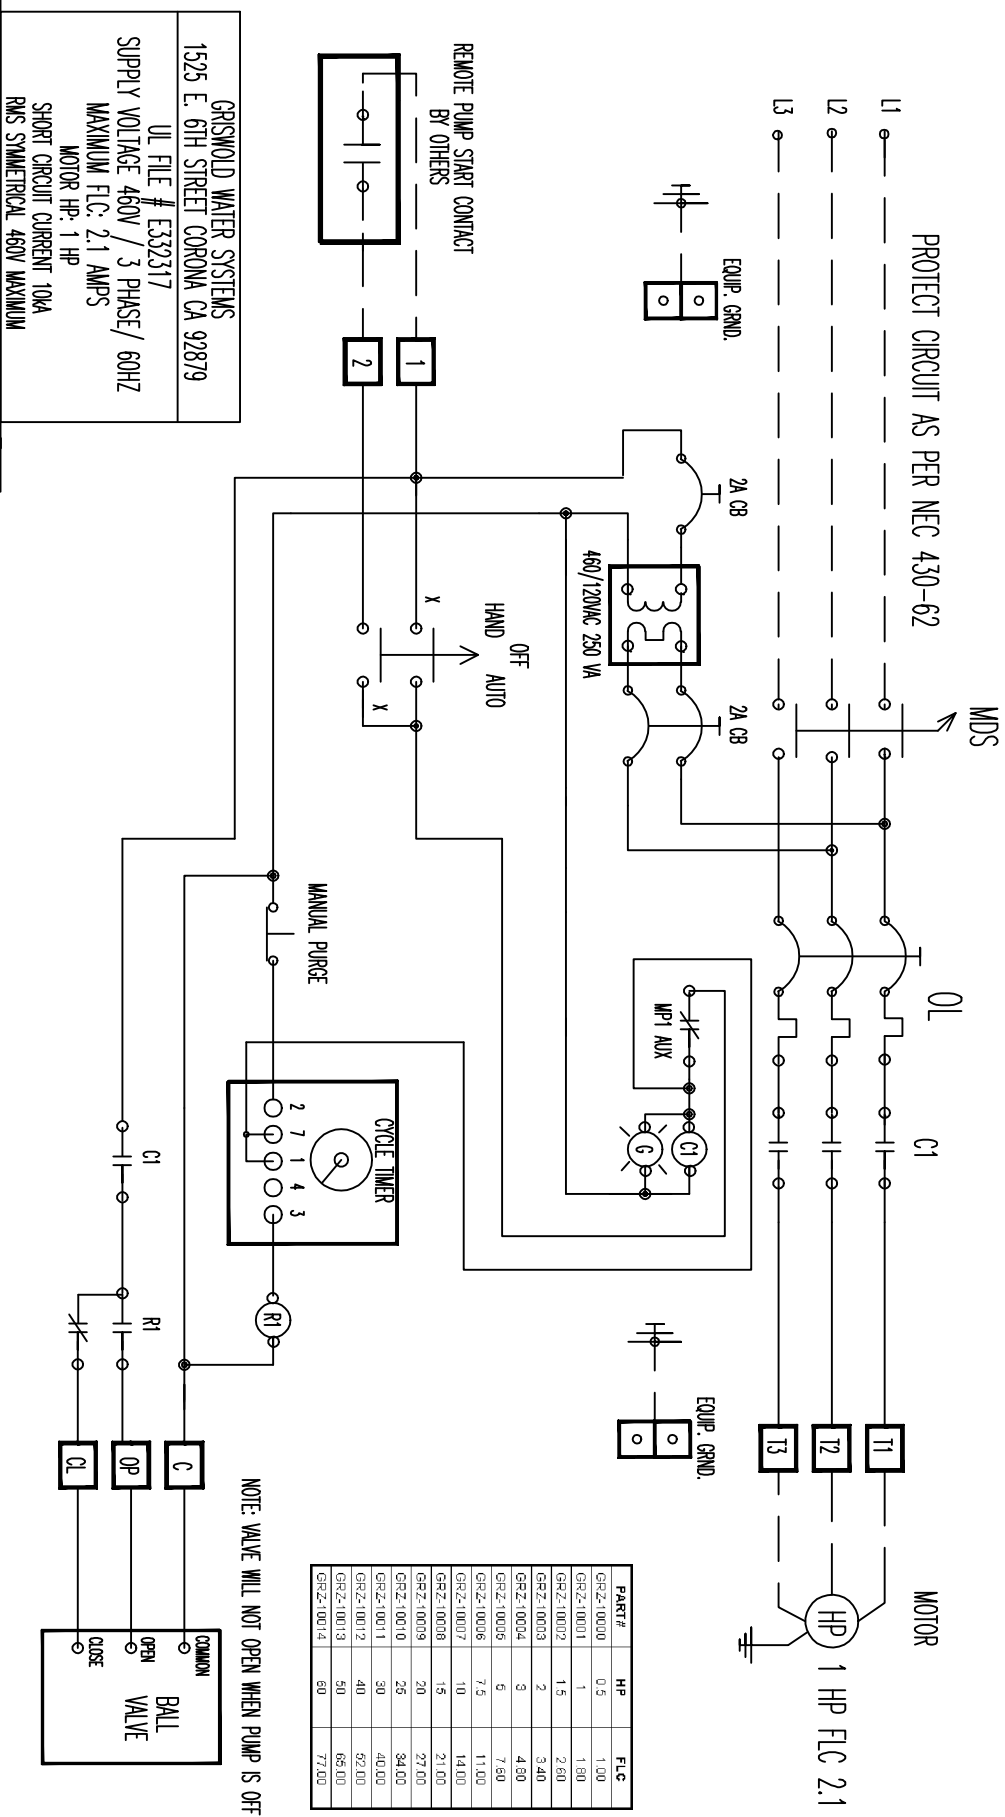 PROTECT CIRCUIT AS PER NEC 430-62
L1
L2
L3
MDS
OL
C1
T1
T2
T3
MOTOR
HP
1 HP FLC 2.1
EQUIP. GRND.
2A CB
2A CB
460/120VAC 250 VA
REMOTE PUMP START CONTACT
BY OTHERS
1
2
OFF
HAND AUTO
X
X
MP1 AUX
C1
G
EQUIP. GRND.
MANUAL PURGE
CYCLE TIMER
2 7 1 4 3
R1
C1
R1
C
OP
CL
COMMON
OPEN
CLOSE
BALL
VALVE
NOTE: VALVE WILL NOT OPEN WHEN PUMP IS OFF
PART# HP FLC
GRZ-10000 0.5 1.00
GRZ-10001 1 1.80
GRZ-10002 1.5 2.60
GRZ-10003 2 3.40
GRZ-10004 3 4.80
GRZ-10005 5 7.60
GRZ-10006 7.5 11.00
GRZ-10007 10 14.00
GRZ-10008 15 21.00
GRZ-10009 20 27.00
GRZ-10010 25 34.00
GRZ-10011 30 40.00
GRZ-10012 40 52.00
GRZ-10013 50 65.00
GRZ-10014 60 77.00
GRISWOLD WATER SYSTEMS
1525 E. 6TH STREET CORONA CA 92879
UL FILE # E332317
SUPPLY VOLTAGE 460V / 3 PHASE/ 60HZ
MAXIMUM FLC: 2.1 AMPS
MOTOR HP: 1 HP
SHORT CIRCUIT CURRENT 10kA
RMS SYMMETRICAL 460V MAXIMUM